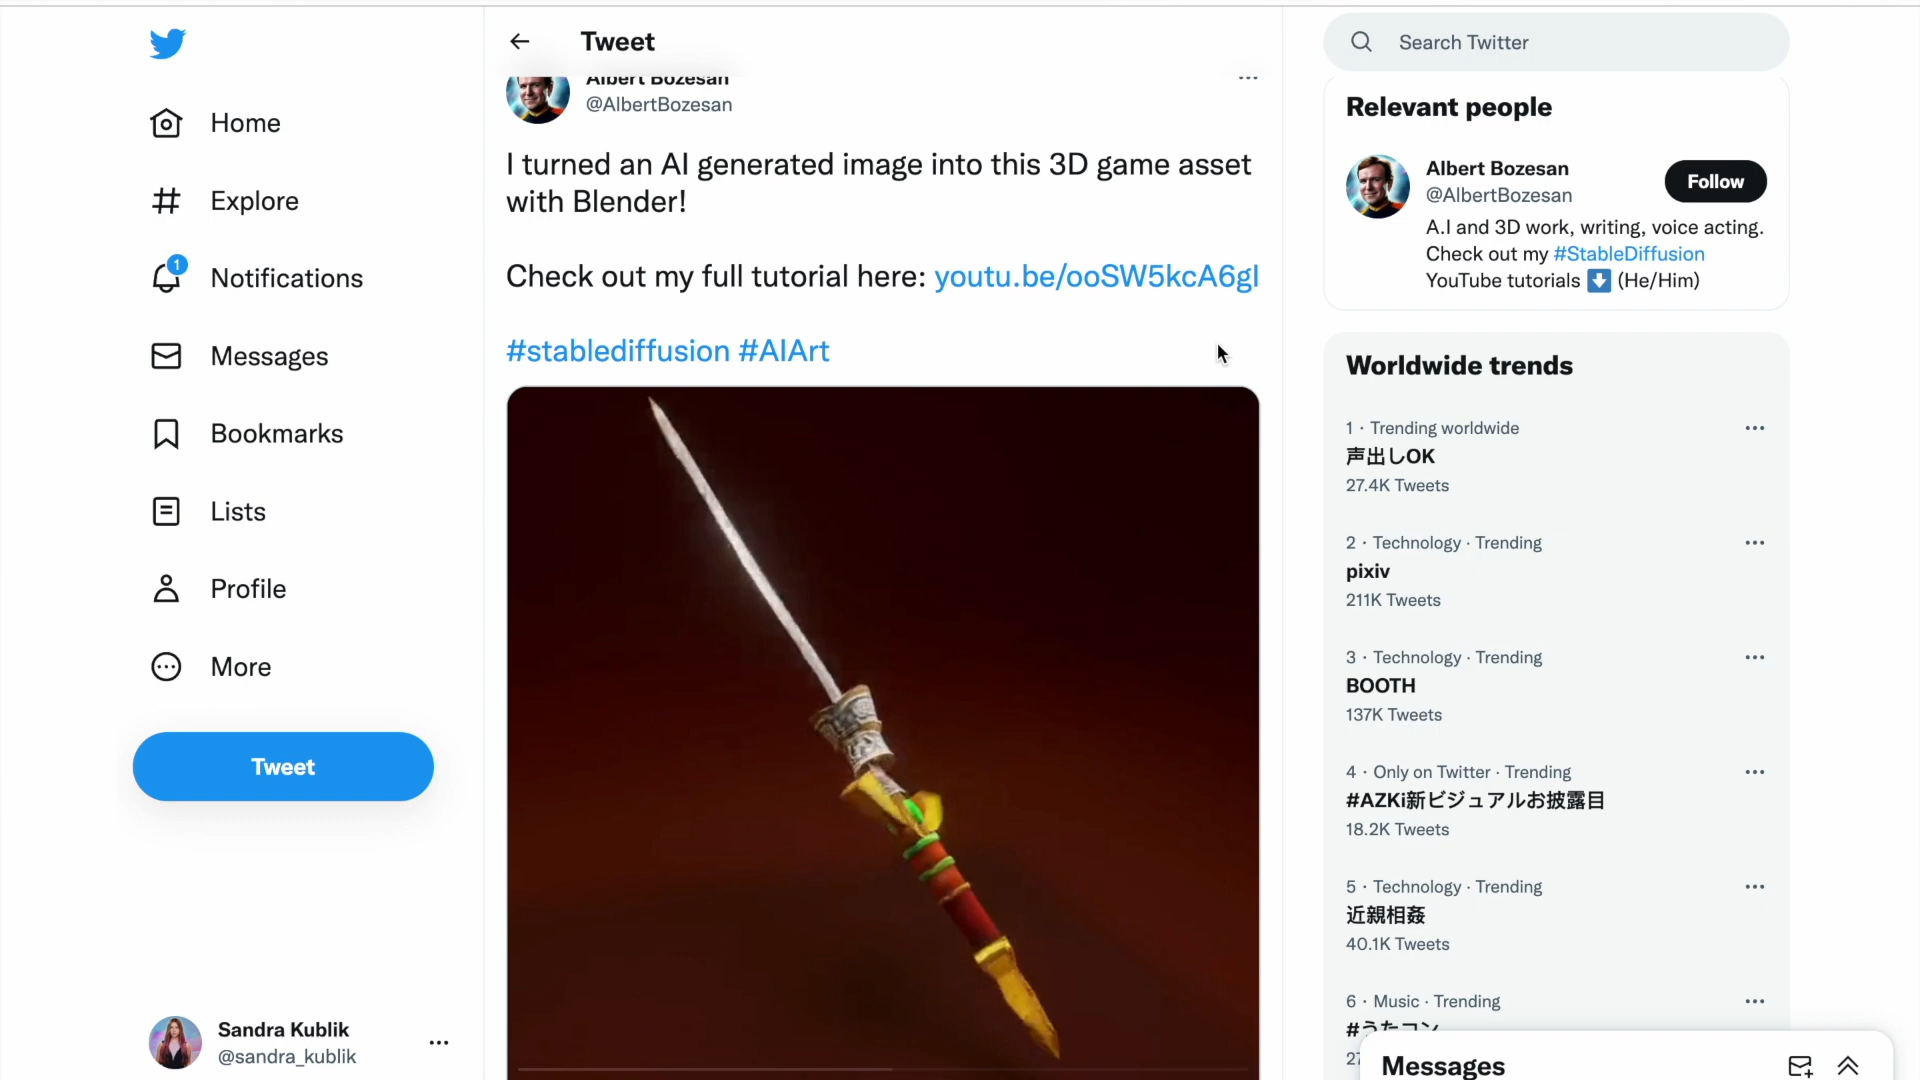 Home
Explore
1
Notifications
Messages
Bookmarks
Lists
Profile
More
Tweet
Sandra Kublik
@sandra_kublik
Tweet
Albert Bozesan
@AlbertBozesan
I turned an AI generated image into this 3D game asset
with Blender!
Check out my full tutorial here: youtu.be/ooSW5kcA6gI
#stablediffusion #AIArt
Search Twitter
Relevant people
Albert Bozesan
@AlbertBozesan
Follow
A.I and 3D work, writing, voice acting.
Check out my #StableDiffusion
YouTube tutorials ⬇️ (He/Him)
Worldwide trends
1 · Trending worldwide
声出しOK
27.4K Tweets
2 · Technology · Trending
pixiv
211K Tweets
3 · Technology · Trending
BOOTH
137K Tweets
4 · Only on Twitter · Trending
#AZKi新ビジュアルお披露目
18.2K Tweets
5 · Technology · Trending
近親相姦
40.1K Tweets
6 · Music · Trending
#うたコン
Messages